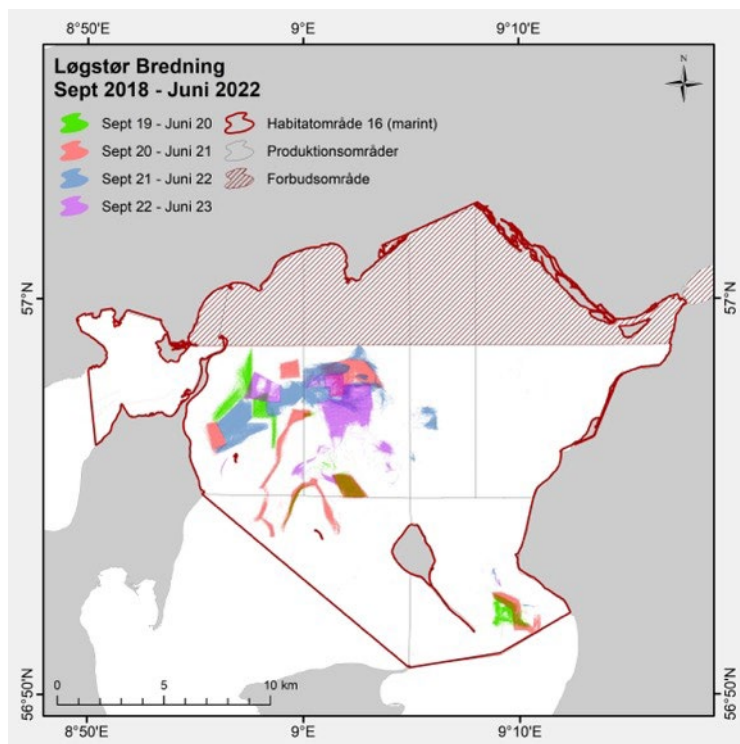 8°50'E 9°E 9°10'E
Løgstør Bredning
Sept 2018 - Juni 2022
N
Sept 19 - Juni 20 Habitatområde 16 (marint)
Sept 20 - Juni 21 Produktionsområder
Sept 21 - Juni 22 Forbudsområde
Sept 22 - Juni 23
57°N 57°N
0 5 10 km
56°50'N 56°50'N
8°50'E 9°E 9°10'E